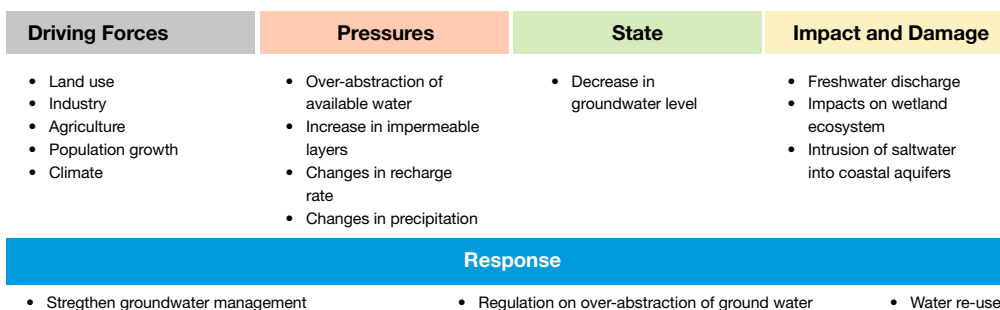 Driving Forces
Pressures
State
Impact and Damage
• Land use
• Industry
• Agriculture
• Population growth
• Climate
• Over-abstraction of
available water
• Increase in impermeable
layers
• Changes in recharge
rate
• Changes in precipitation
• Decrease in
groundwater level
• Freshwater discharge
• Impacts on wetland
ecosystem
• Intrusion of saltwater
into coastal aquifers
Response
• Stregthen groundwater management
• Regulation on over-abstraction of ground water
• Water re-use